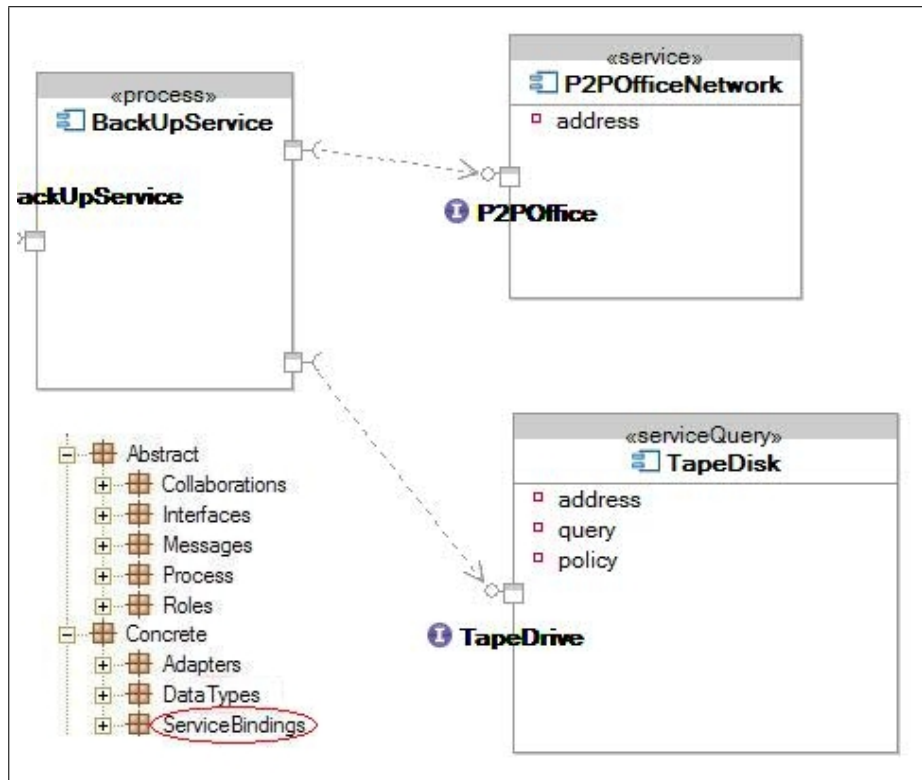 «process»
BackUpService
ackUpService
«service»
P2POfficeNetwork
address
P2POffice
«serviceQuery»
TapeDisk
address
query
policy
TapeDrive
Abstract
Collaborations
Interfaces
Messages
Process
Roles
Concrete
Adapters
DataTypes
ServiceBindings